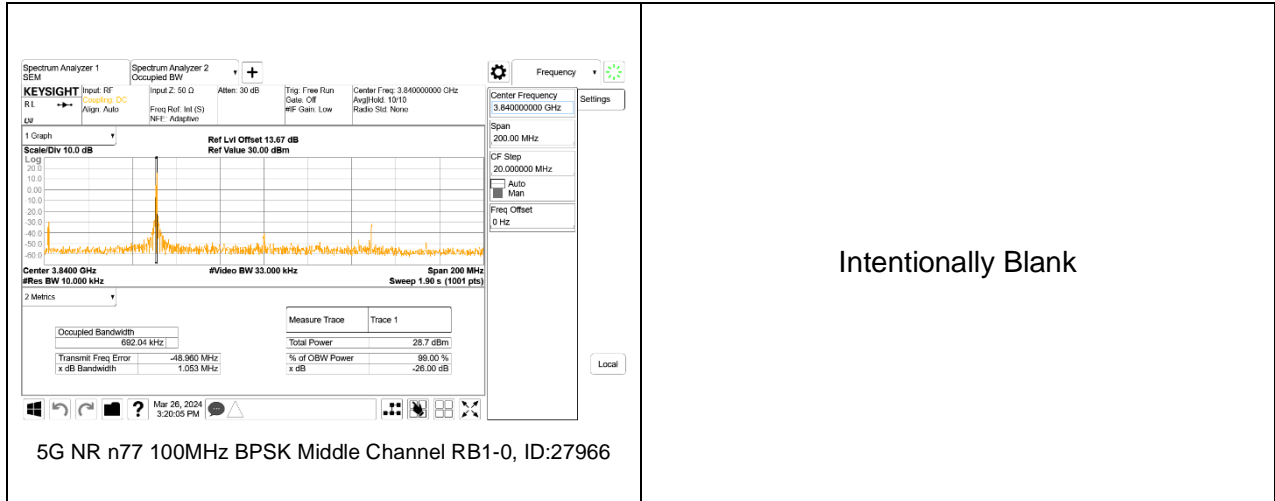 Spectrum Analyzer 1
SEM
Spectrum Analyzer 2
Occupied BW
Frequency
KEYSIGHT
RL
Input: RF
Coupling: DC
Align: Auto
Input Z: 50 Ω
Freq Ref: Int (S)
NFE: Adaptive
Atten: 30 dB
Trig: Free Run
Gate: Off
#IF Gain: Low
Center Freq: 3.840000000 GHz
Avg|Hold: 10/10
Radio Std: None
Center Frequency
3.840000000 GHz
Settings
Span
200.00 MHz
CF Step
20.000000 MHz
Auto
Man
Freq Offset
0 Hz
1 Graph
Scale/Div 10.0 dB
Ref Lvl Offset 13.67 dB
Ref Value 30.00 dBm
Log
20.0
10.0
0.00
-10.0
-20.0
-30.0
-40.0
-50.0
-60.0
Center 3.8400 GHz
#Video BW 33.000 kHz
Span 200 MHz
#Res BW 10.000 kHz
Sweep 1.90 s (1001 pts)
2 Metrics
Measure Trace Trace 1
Occupied Bandwidth
692.04 kHz
Total Power 28.7 dBm
Transmit Freq Error -48.960 MHz
% of OBW Power 99.00 %
x dB Bandwidth 1.053 MHz
x dB -26.00 dB
Local
?
Mar 26, 2024
3:20:05 PM
5G NR n77 100MHz BPSK Middle Channel RB1-0, ID:27966
Intentionally Blank